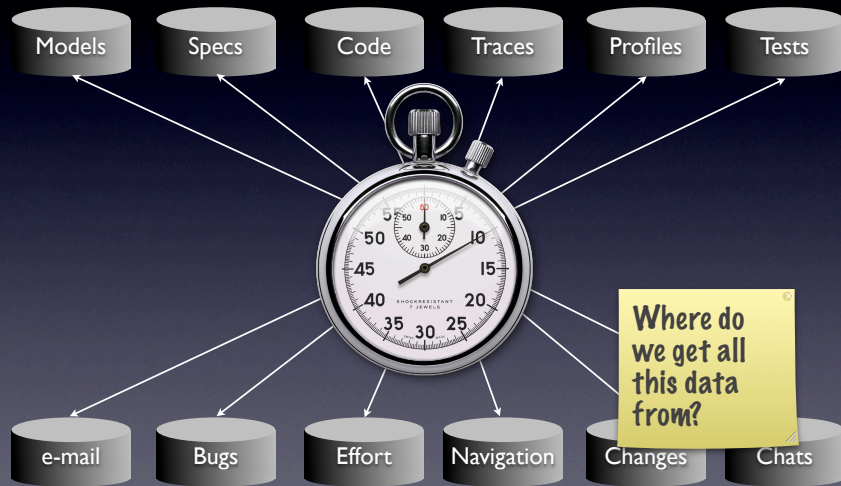 Models
Specs
Code
Traces
Profiles
Tests
60
55
5
50
10
45
15
40
20
35
25
30
50
10
40
20
30
SHOCKRESISTANT
7 JEWELS
Where do
we get all
this data
from?
e-mail
Bugs
Effort
Navigation
Changes
Chats